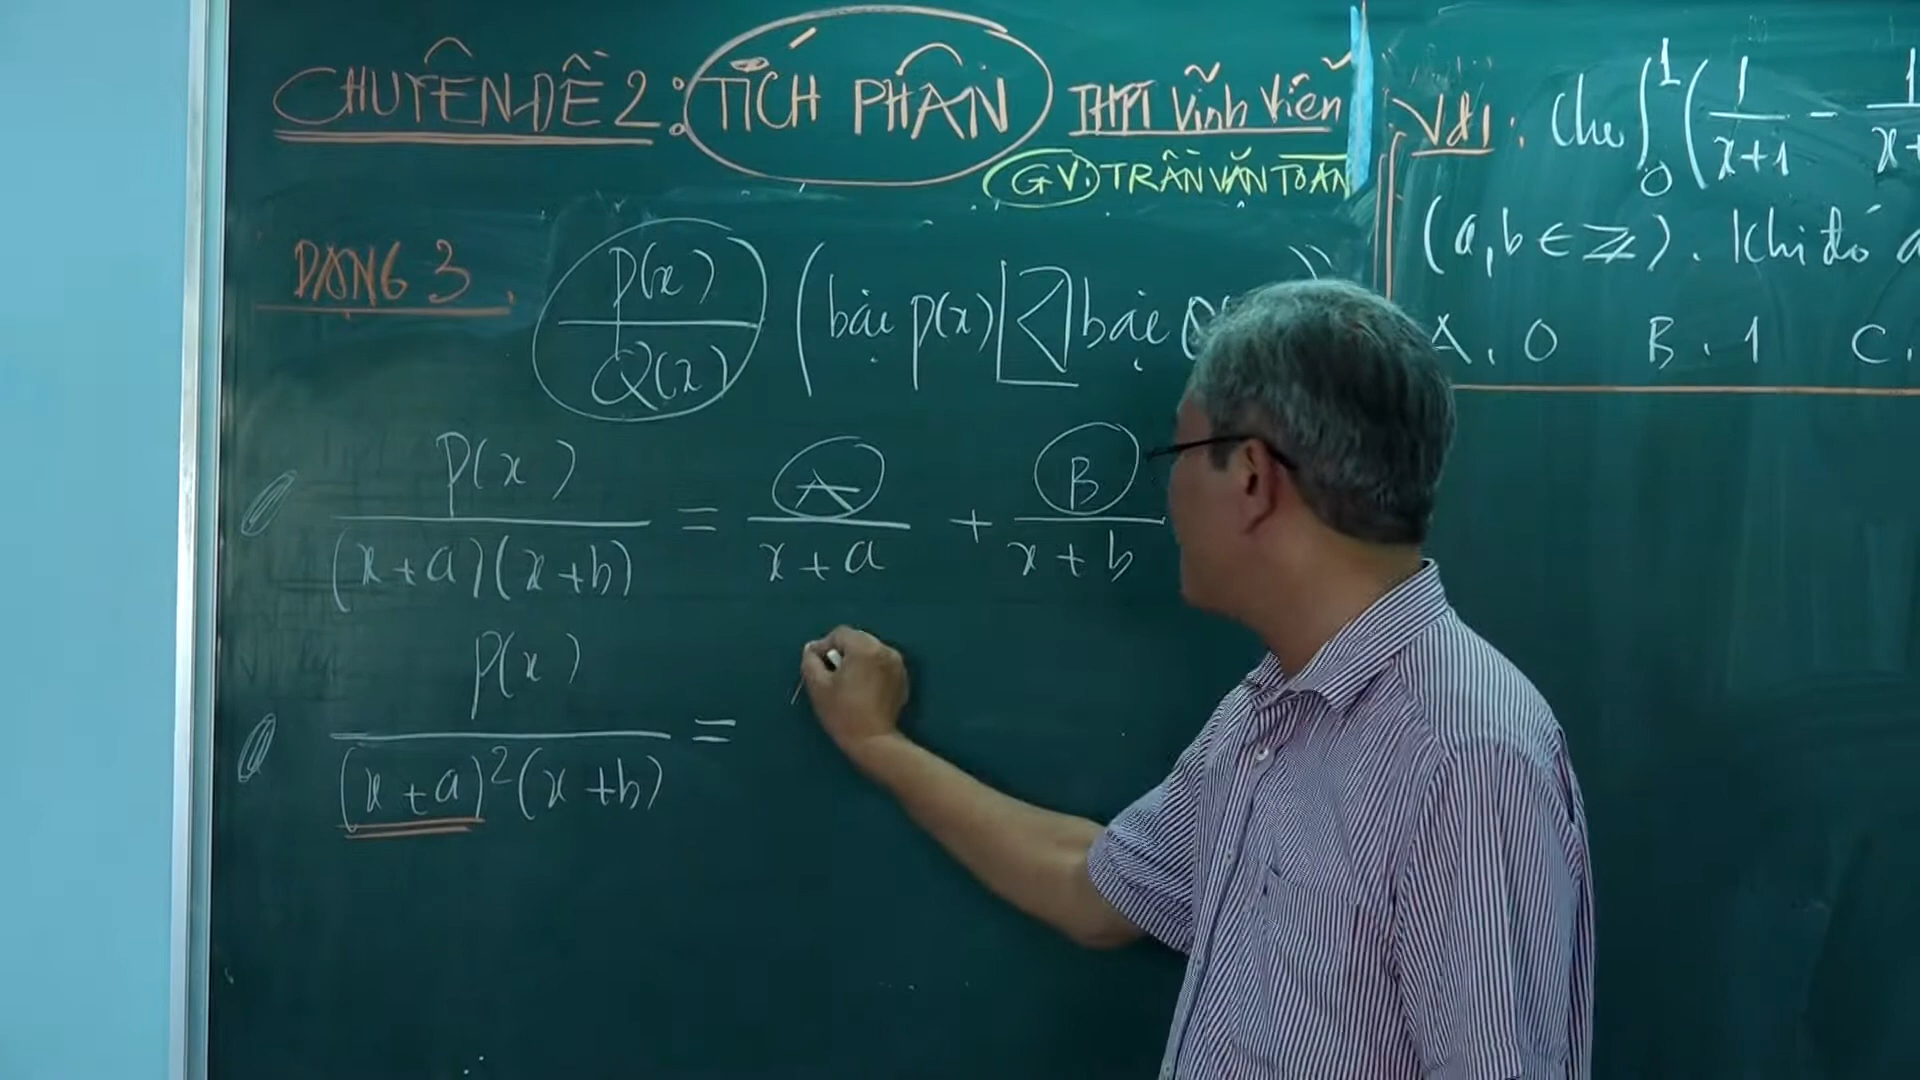 CHUYÊN ĐỀ 2: TÍCH PHÂN THPT Vĩnh Viễn
GV: TRẦN VĂN TOÀN
DẠNG 3.
P(x)/Q(x) (bậc P(x) < bậc Q
P(x)/((x+a)(x+b)) = A/(x+a) + B/(x+b)
P(x)/((x+a)²(x+b)) =
Vd1: Cho ∫₀¹ (1/(x+1) - 1/(x+
(a,b ∈ ℤ). Khi đó a
A. 0 B. 1 C.